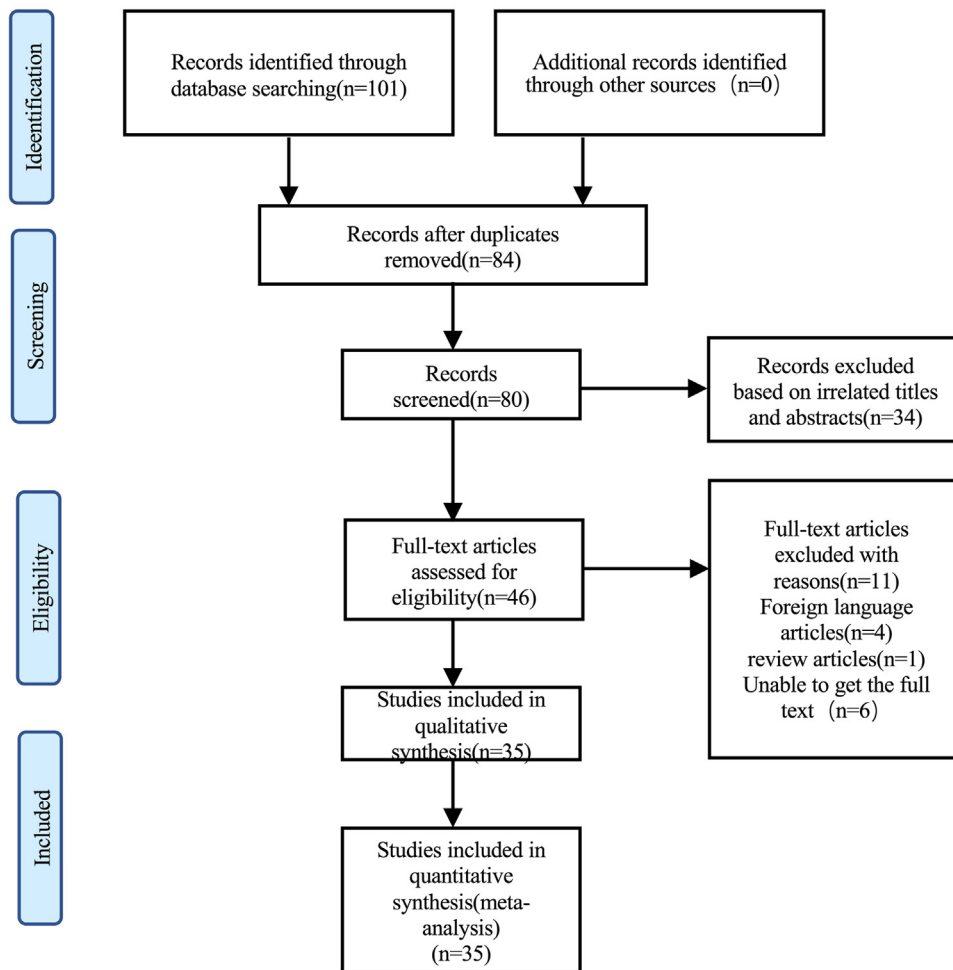 Ideentification
Records identified through
database searching(n=101)
Additional records identified
through other sources（n=0）
Screening
Records after duplicates
removed(n=84)
Records
screened(n=80)
Records excluded
based on irrelated titles
and abstracts(n=34)
Eligibility
Full-text articles
assessed for
eligibility(n=46)
Full-text articles
excluded with
reasons(n=11)
Foreign language
articles(n=4)
review articles(n=1)
Unable to get the full
text（n=6）
Studies included in
qualitative
synthesis(n=35)
Included
Studies included in
quantitative
synthesis(meta-
analysis)
(n=35)